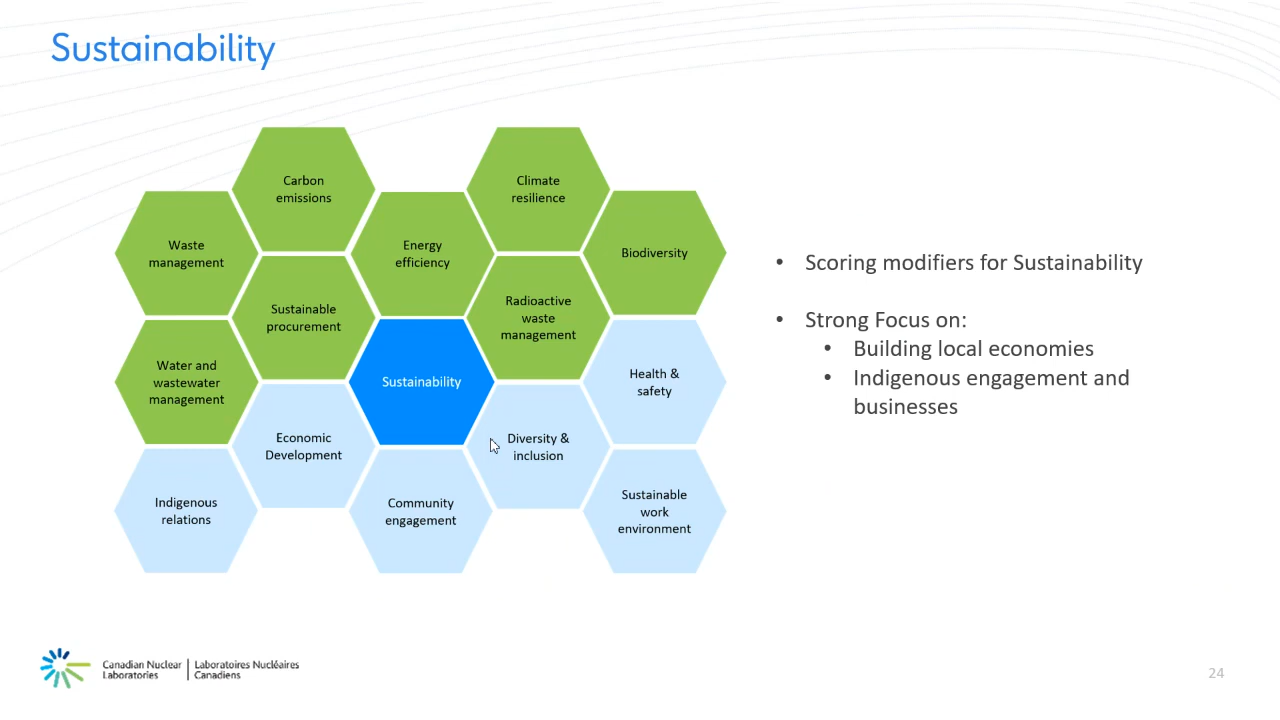 Sustainability
Carbon
emissions
Climate
resilience
Waste
management
Energy
efficiency
Biodiversity
Sustainable
procurement
Radioactive
waste
management
Water and
wastewater
management
Sustainability
Health &
safety
Economic
Development
Diversity &
inclusion
Indigenous
relations
Community
engagement
Sustainable
work
environment
• Scoring modifiers for Sustainability
• Strong Focus on:
• Building local economies
• Indigenous engagement and
businesses
Canadian Nuclear
Laboratories
Laboratoires Nucléaires
Canadiens
24